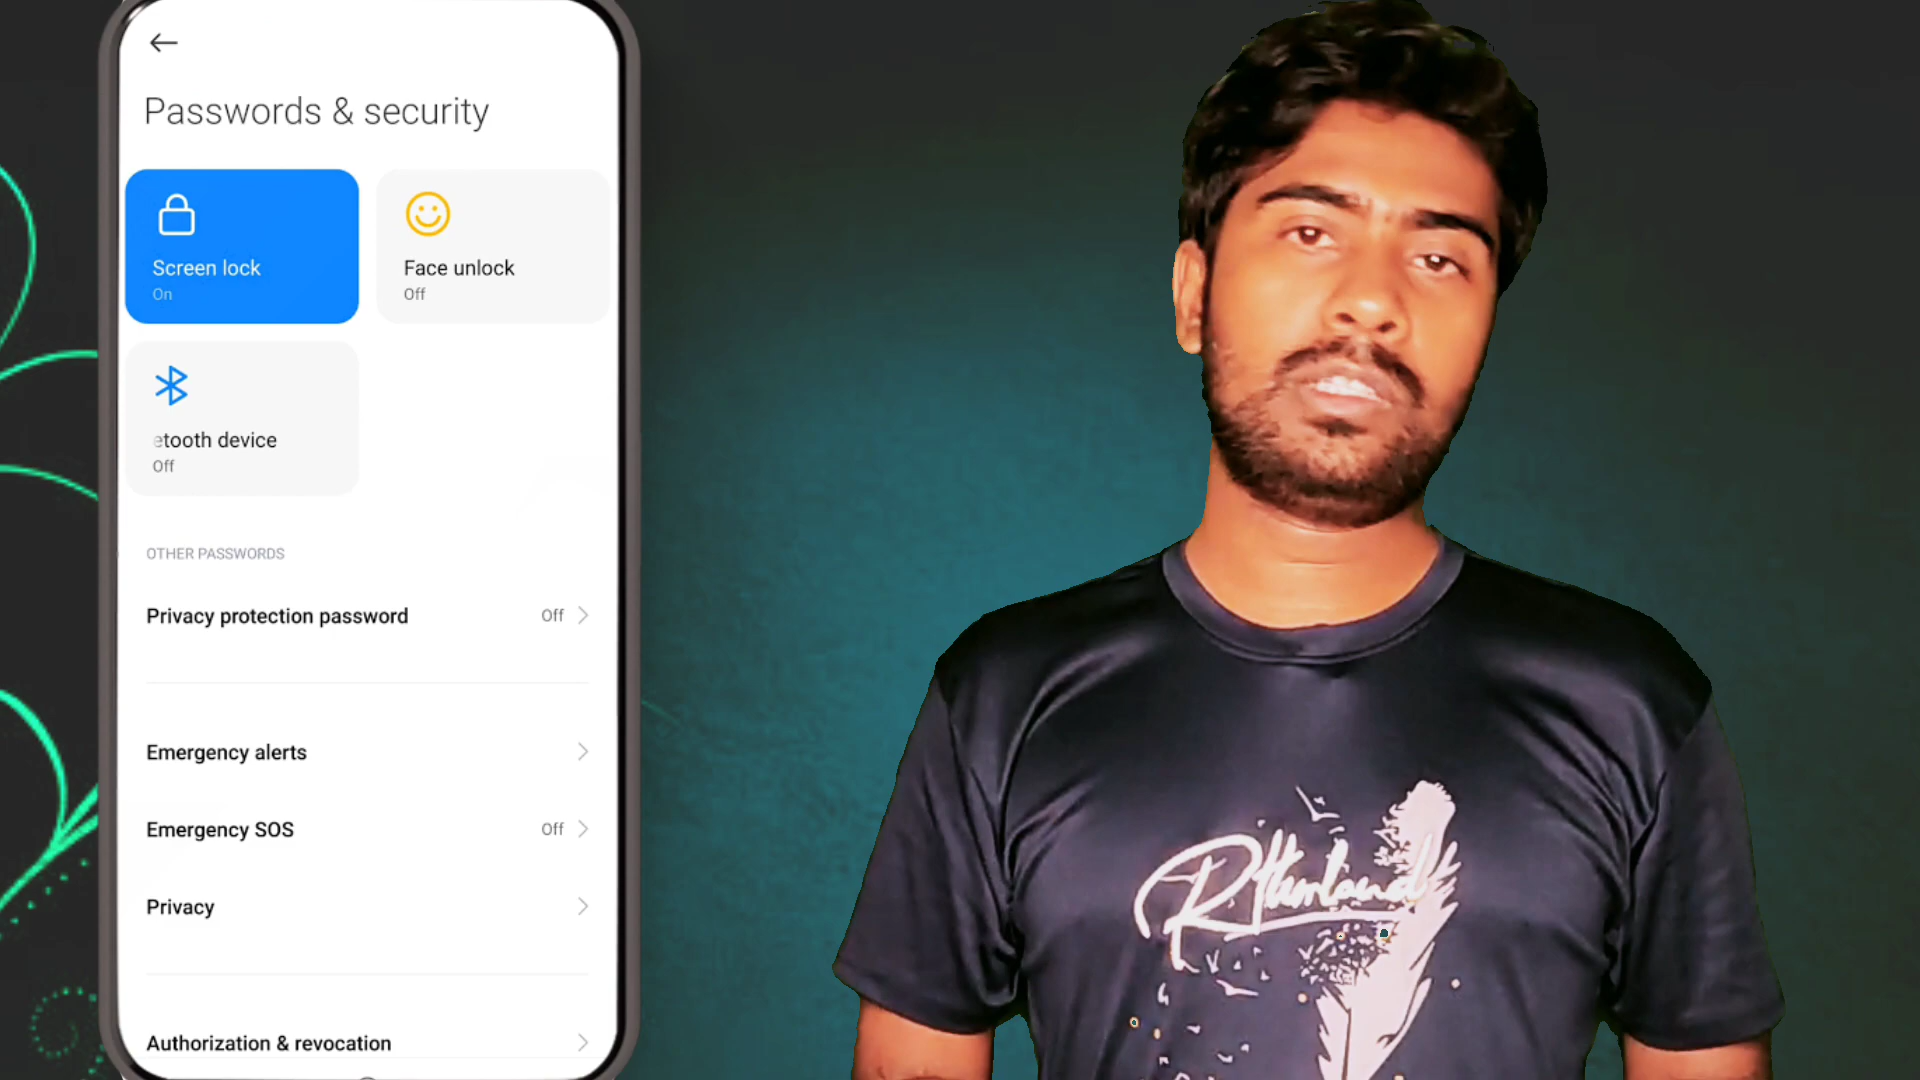 Passwords & security
Screen lock
On
Face unlock
Off
etooth device
Off
OTHER PASSWORDS
Privacy protection password
Off
Emergency alerts
Emergency SOS
Off
Privacy
Authorization & revocation